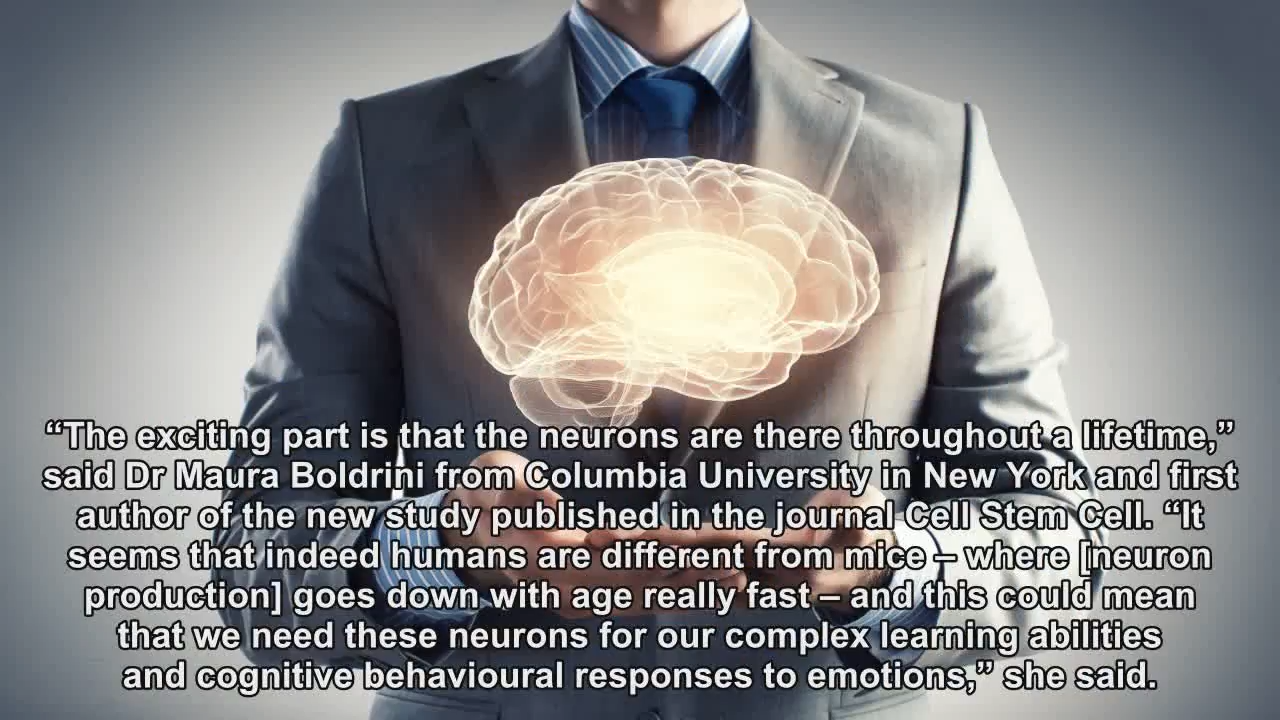 “The exciting part is that the neurons are there throughout a lifetime,”
said Dr Maura Boldrini from Columbia University in New York and first
author of the new study published in the journal Cell Stem Cell. “It
seems that indeed humans are different from mice – where [neuron
production] goes down with age really fast – and this could mean
that we need these neurons for our complex learning abilities
and cognitive behavioural responses to emotions,” she said.